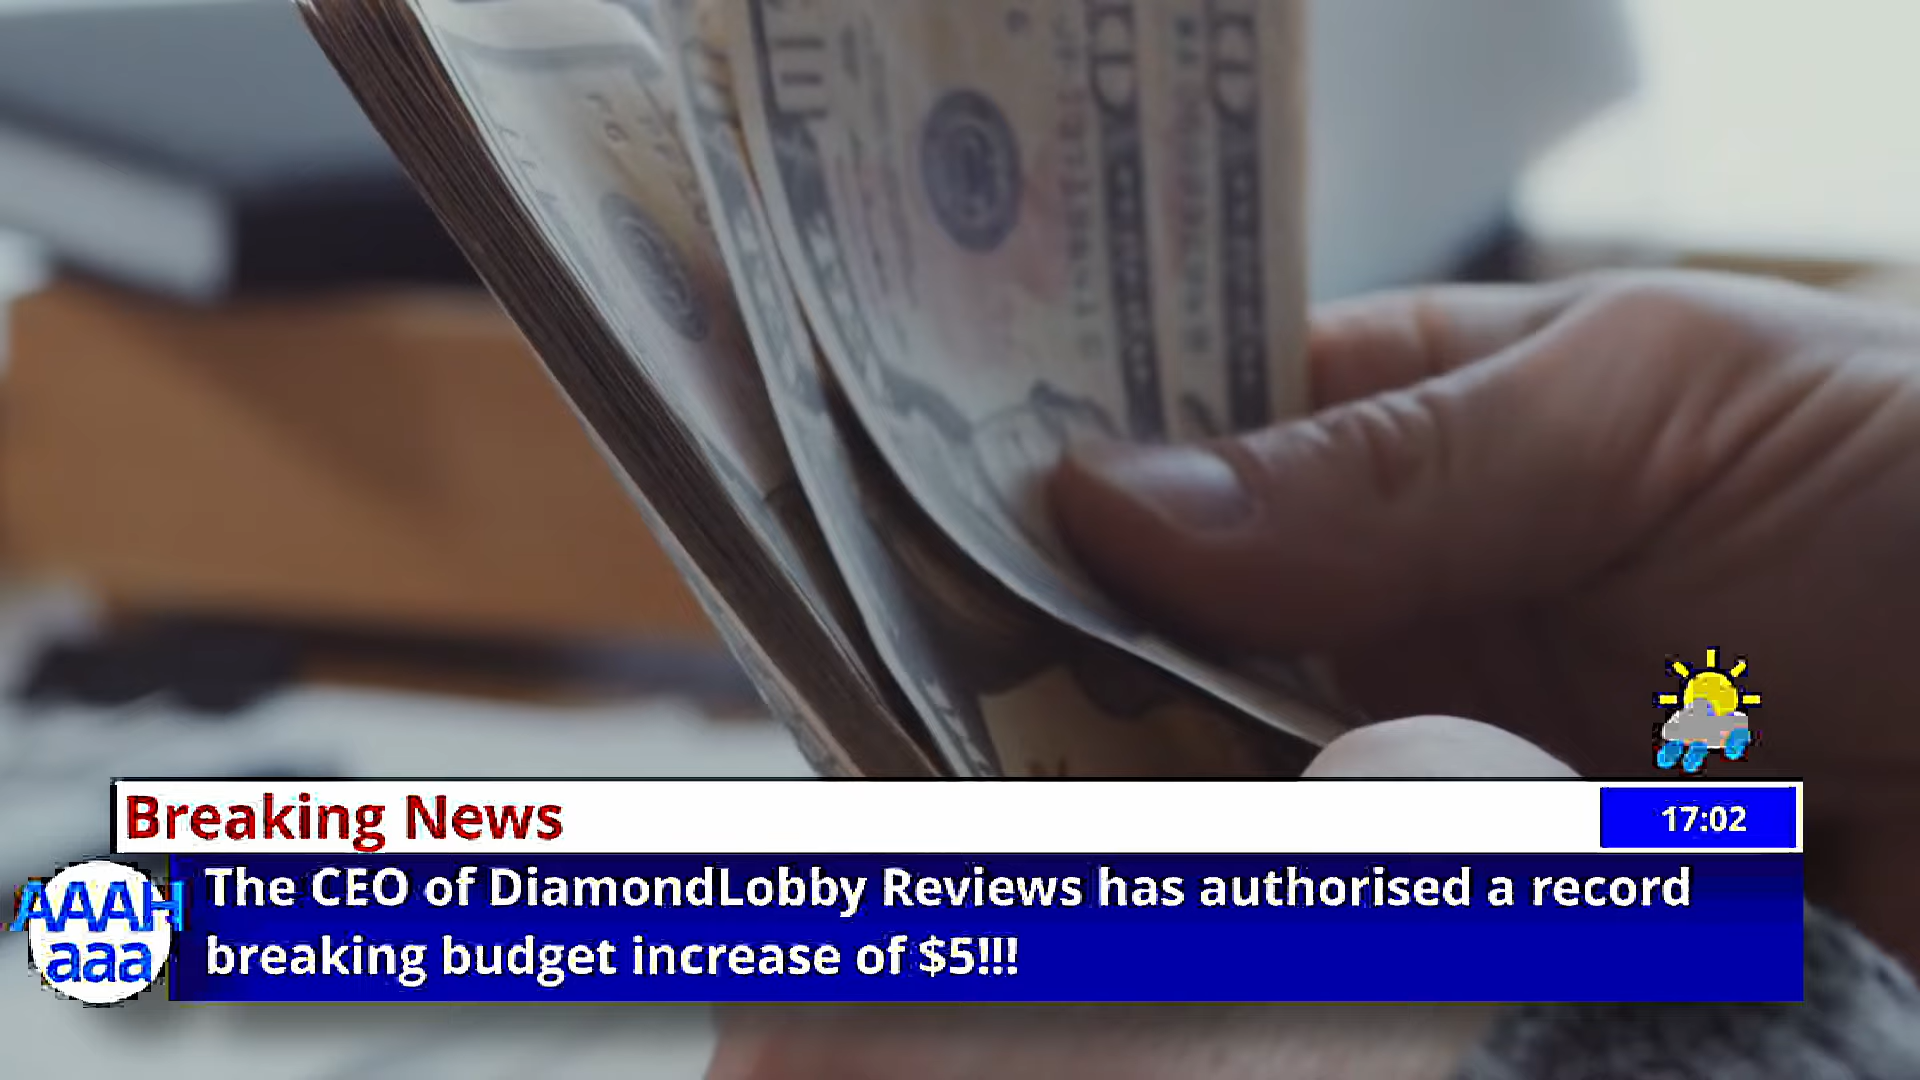 Breaking News
17:02
The CEO of DiamondLobby Reviews has authorised a record
breaking budget increase of $5!!!
AAAH
aaa